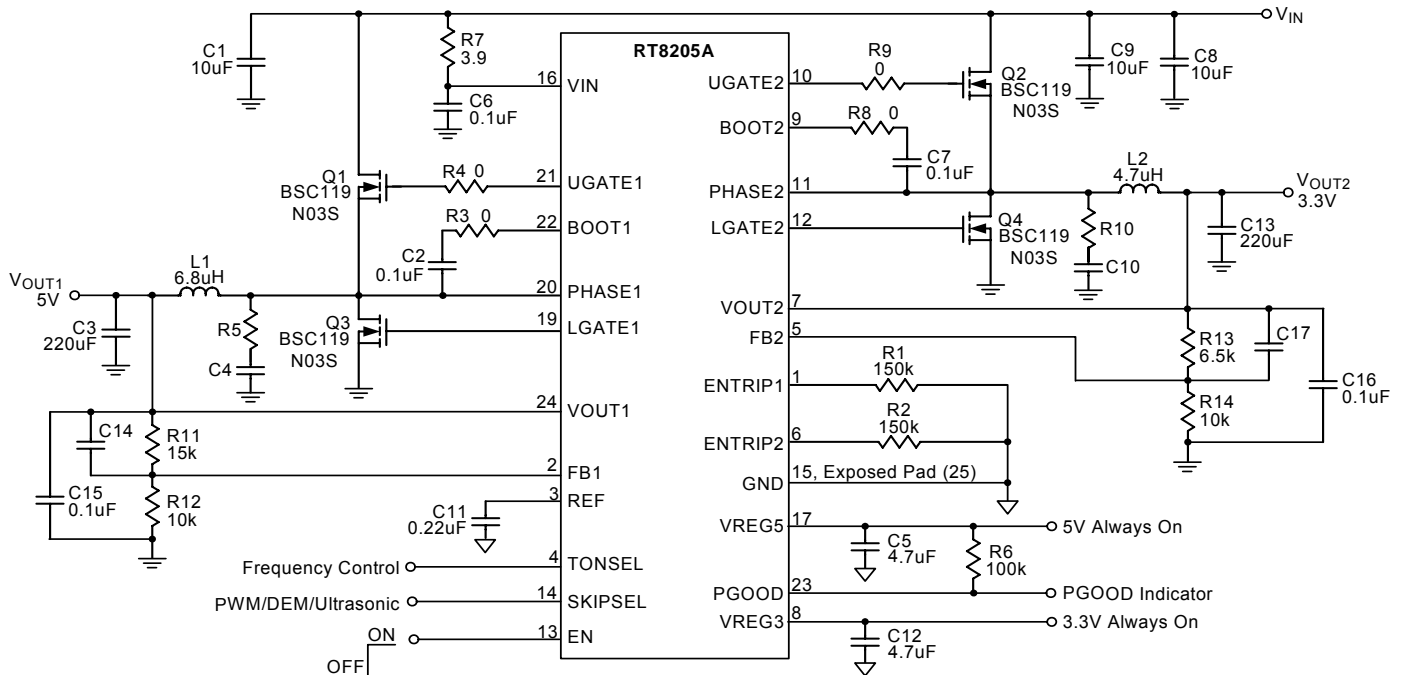 VIN
C1
10uF
R7
3.9
RT8205A
C9
10uF
C8
10uF
R9
0
Q2
BSC119
N03S
16
VIN
UGATE2
10
C6
0.1uF
BOOT2
9
R8 0
C7
0.1uF
Q1
BSC119
N03S
R4 0
21
UGATE1
PHASE2
11
L2
4.7uH
VOUT2
3.3V
R3 0
22
BOOT1
LGATE2
12
Q4
BSC119
N03S
R10
C13
220uF
C2
0.1uF
C10
VOUT1
5V
L1
6.8uH
20
PHASE1
VOUT2
7
C3
220uF
R5
C4
Q3
BSC119
N03S
19
LGATE1
FB2
5
R13
6.5k
C17
R1
150k
ENTRIP1
1
C16
0.1uF
R14
10k
24
VOUT1
R2
150k
ENTRIP2
6
C14
R11
15k
2
FB1
GND
15, Exposed Pad (25)
C15
0.1uF
R12
10k
3
REF
C11
0.22uF
VREG5
17
5V Always On
C5
4.7uF
R6
100k
Frequency Control
4
TONSEL
PGOOD
23
PGOOD Indicator
PWM/DEM/Ultrasonic
14
SKIPSEL
VREG3
8
3.3V Always On
ON
OFF
13
EN
C12
4.7uF